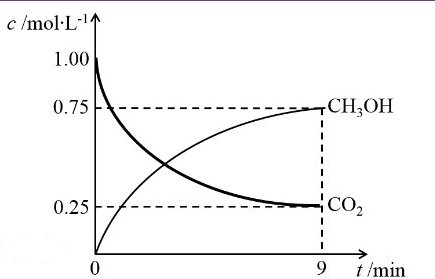 c /mol·L⁻¹
1.00
0.75
CH₃OH
0.25
CO₂
0
9
t /min